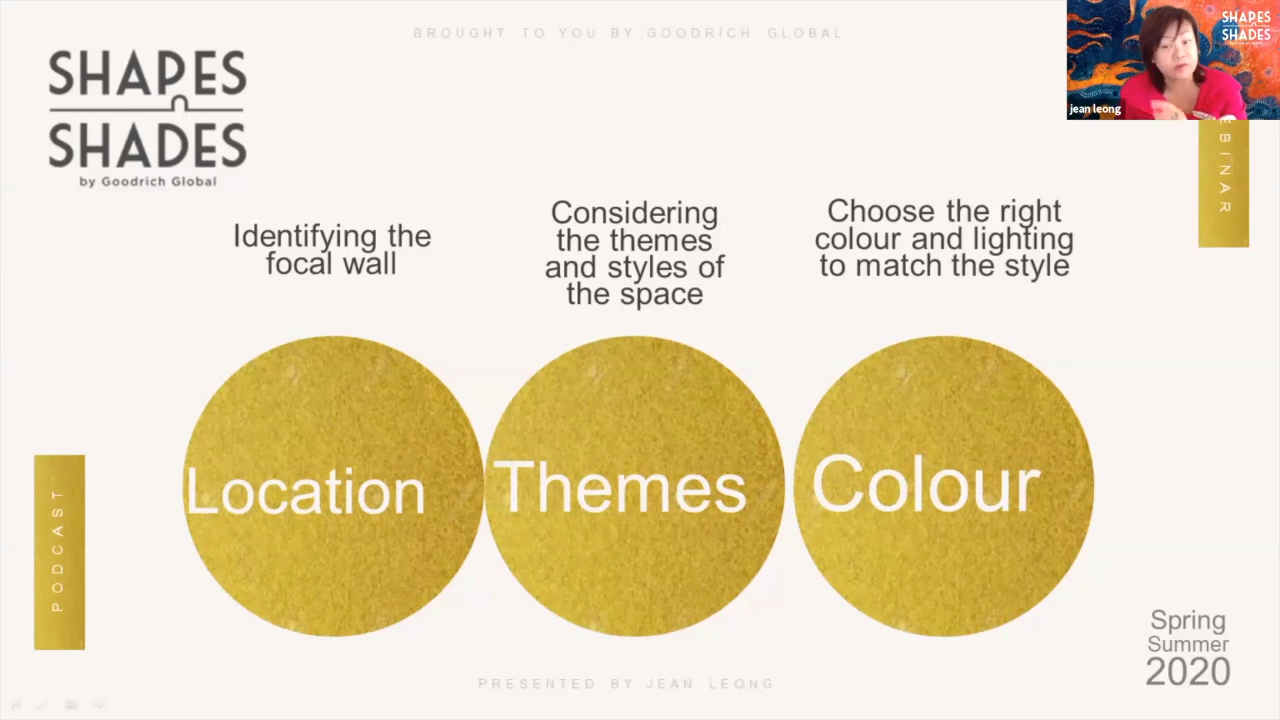 BROUGHT TO YOU BY GOODRICH GLOBAL
SHAPES
SHADES
by Goodrich Global
SHAPES
SHADES
jean leong
Identifying the
focal wall
Considering
the themes
and styles of
the space
Choose the right
colour and lighting
to match the style
Location
Themes
Colour
PODCAST
Spring
Summer
2020
PRESENTED BY JEAN LEONG